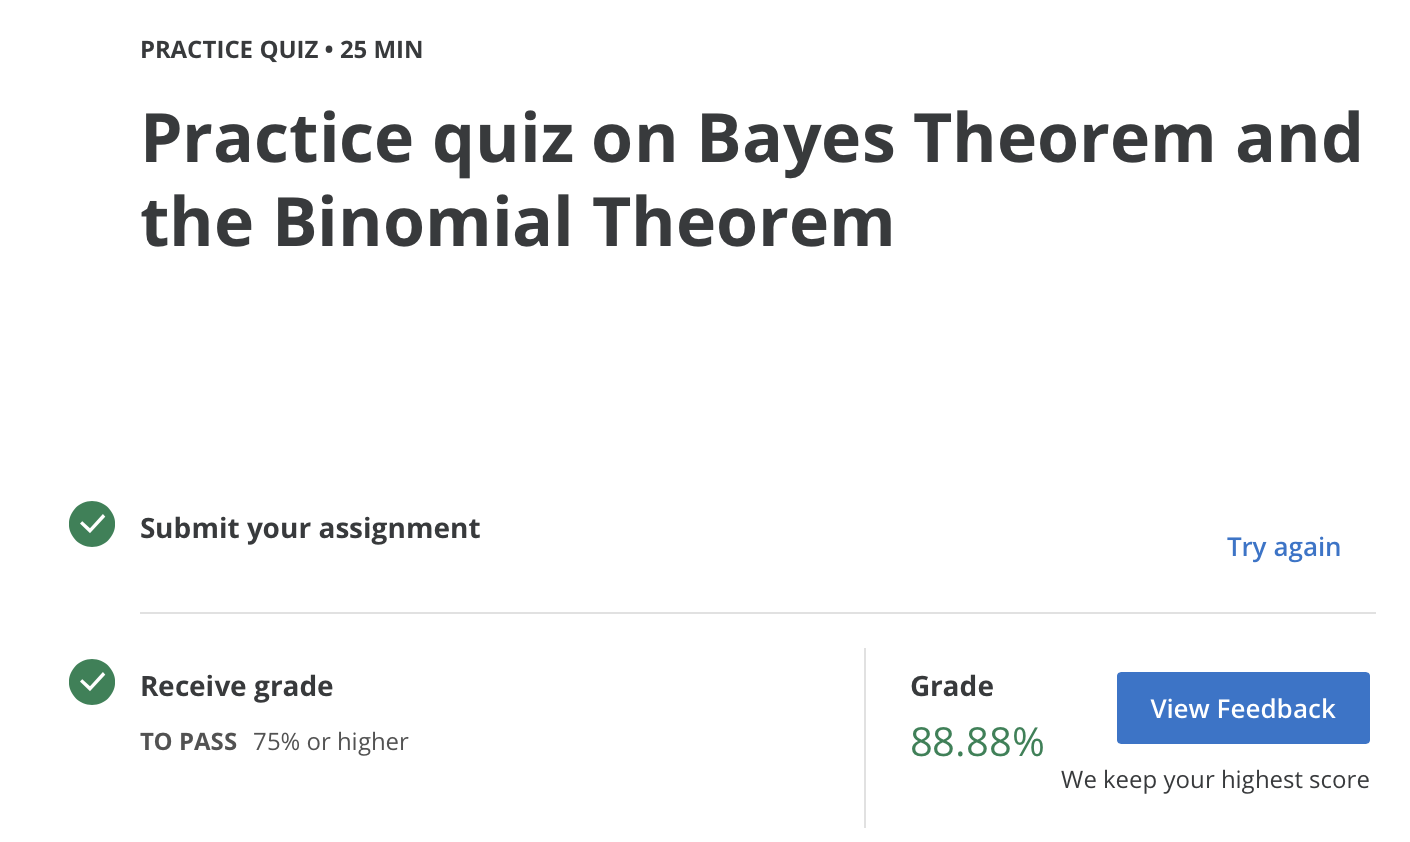 PRACTICE QUIZ • 25 MIN
Practice quiz on Bayes Theorem and
the Binomial Theorem
Submit your assignment
Try again
Receive grade
TO PASS 75% or higher
Grade
88.88%
View Feedback
We keep your highest score